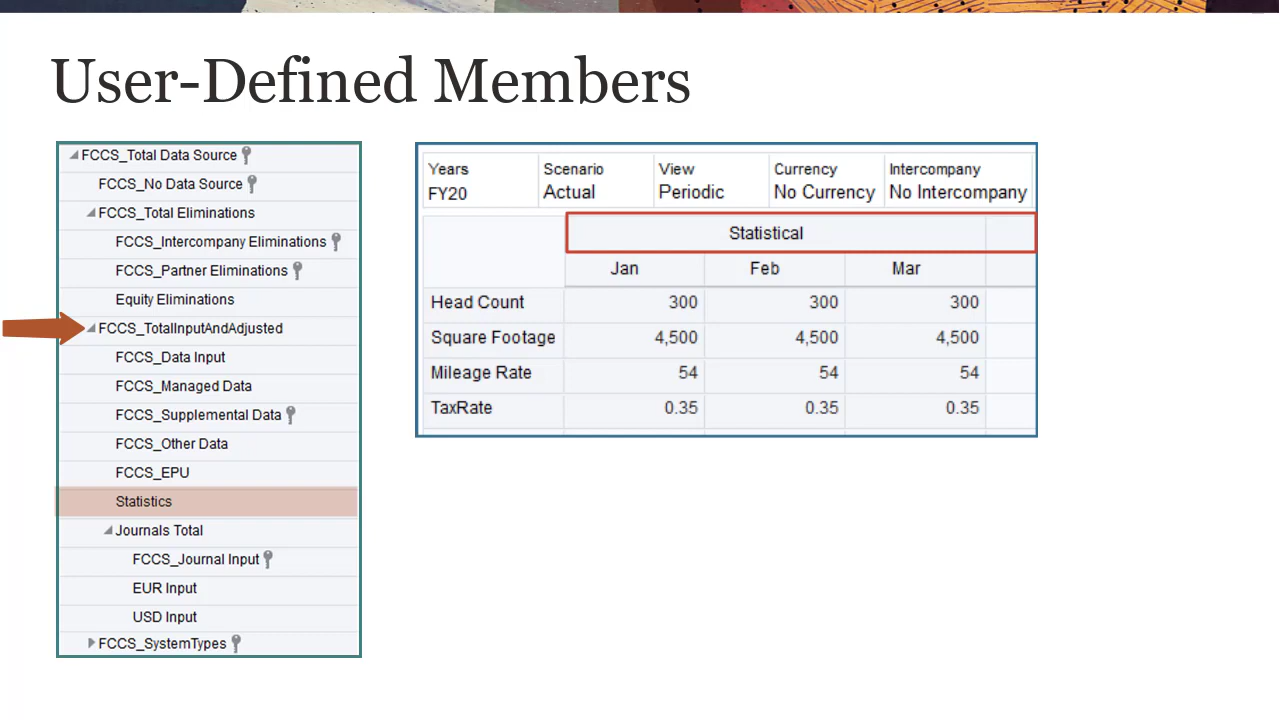 User-Defined Members
FCCS_Total Data Source
FCCS_No Data Source
FCCS_Total Eliminations
FCCS_Intercompany Eliminations
FCCS_Partner Eliminations
Equity Eliminations
FCCS_TotalInputAndAdjusted
FCCS_Data Input
FCCS_Managed Data
FCCS_Supplemental Data
FCCS_Other Data
FCCS_EPU
Statistics
Journals Total
FCCS_Journal Input
EUR Input
USD Input
FCCS_SystemTypes
Years Scenario View Currency Intercompany
FY20 Actual Periodic No Currency No Intercompany
Statistical
Jan Feb Mar
Head Count 300 300 300
Square Footage 4,500 4,500 4,500
Mileage Rate 54 54 54
TaxRate 0.35 0.35 0.35